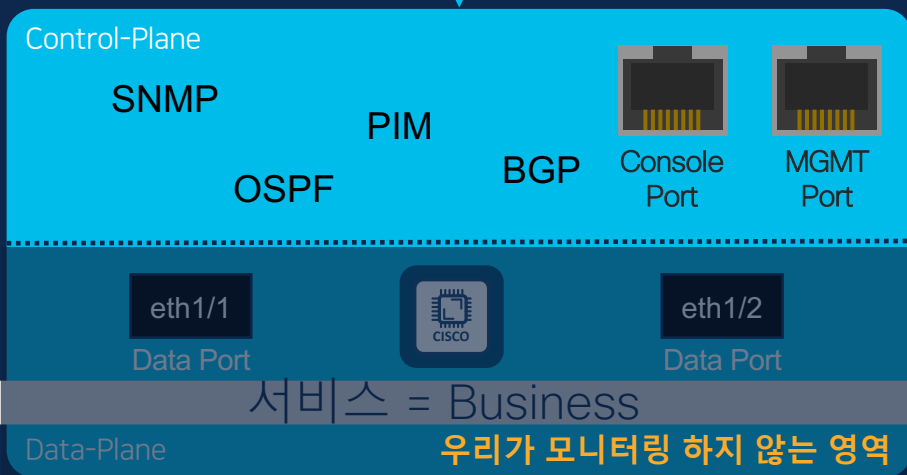 Control-Plane
SNMP
PIM
OSPF
BGP
Console
Port
MGMT
Port
eth1/1
CISCO
eth1/2
Data Port
Data Port
서비스 = Business
Data-Plane
우리가 모니터링 하지 않는 영역